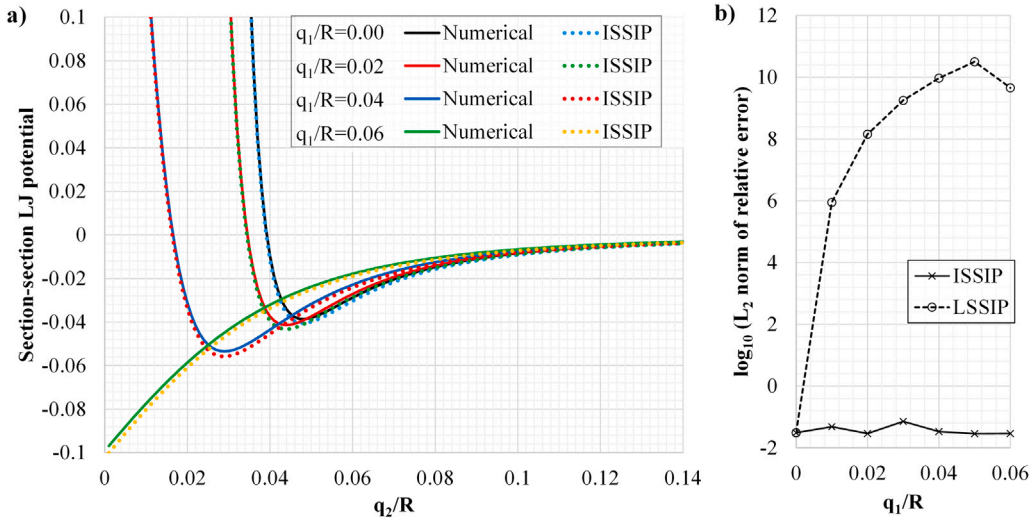 a)
0.1
0.08
0.06
0.04
0.02
0
-0.02
-0.04
-0.06
-0.08
-0.1
Section-section LJ potential
q₁/R=0.00 Numerical ISSIP
q₁/R=0.02 Numerical ISSIP
q₁/R=0.04 Numerical ISSIP
q₁/R=0.06 Numerical ISSIP
0 0.02 0.04 0.06 0.08 0.1 0.12 0.14
q₂/R
b)
12
10
8
6
4
2
0
-2
log₁₀ (L₂ norm of relative error)
ISSIP
LSSIP
0 0.02 0.04 0.06
q₁/R